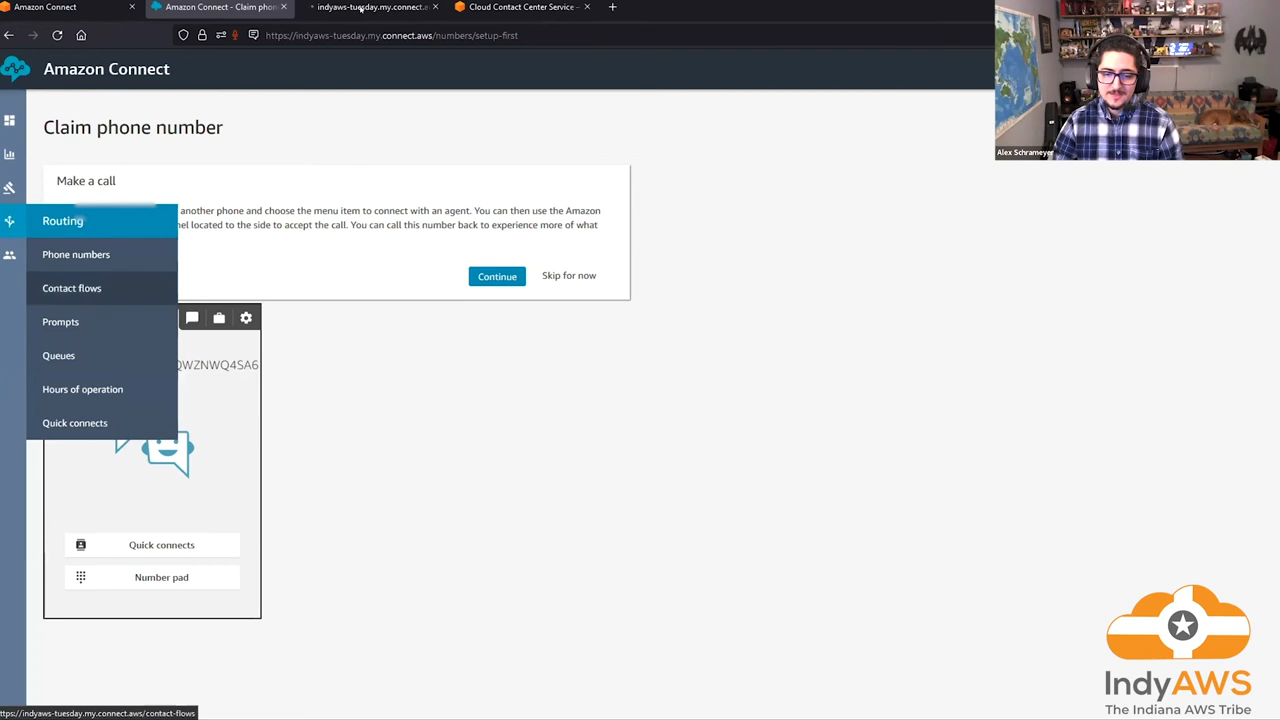 Amazon Connect
Amazon Connect - Claim phon
indyaws-tuesday.my.connect.a
Cloud Contact Center Service -
https://indyaws-tuesday.my.connect.aws/numbers/setup-first
Amazon Connect
Claim phone number
Make a call
another phone and choose the menu item to connect with an agent. You can then use the Amazon
nel located to the side to accept the call. You can call this number back to experience more of what
Continue
Skip for now
Routing
Phone numbers
Contact flows
Prompts
Queues
Hours of operation
Quick connects
QWZNWQ4SA6
Quick connects
Number pad
Alex Schrameyer
IndyAWS
The Indiana AWS Tribe
https://indyaws-tuesday.my.connect.aws/contact-flows